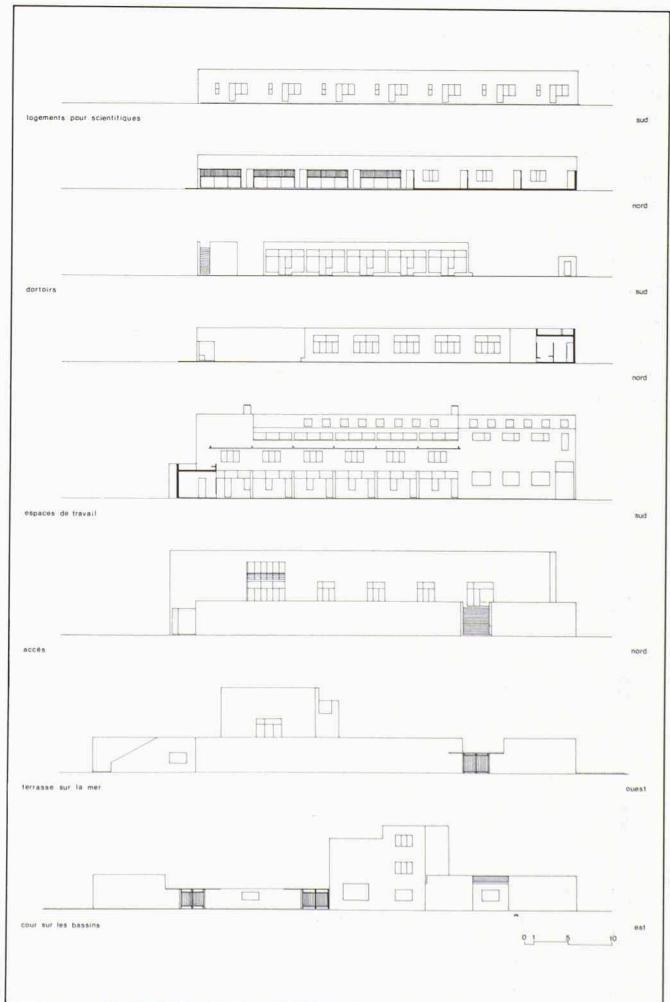 logements pour scientifiques sud
nord
dortoirs sud
nord
espaces de travail sud
accès nord
terrasse sur la mer ouest
cour sur les bassins est
0 1 5 10